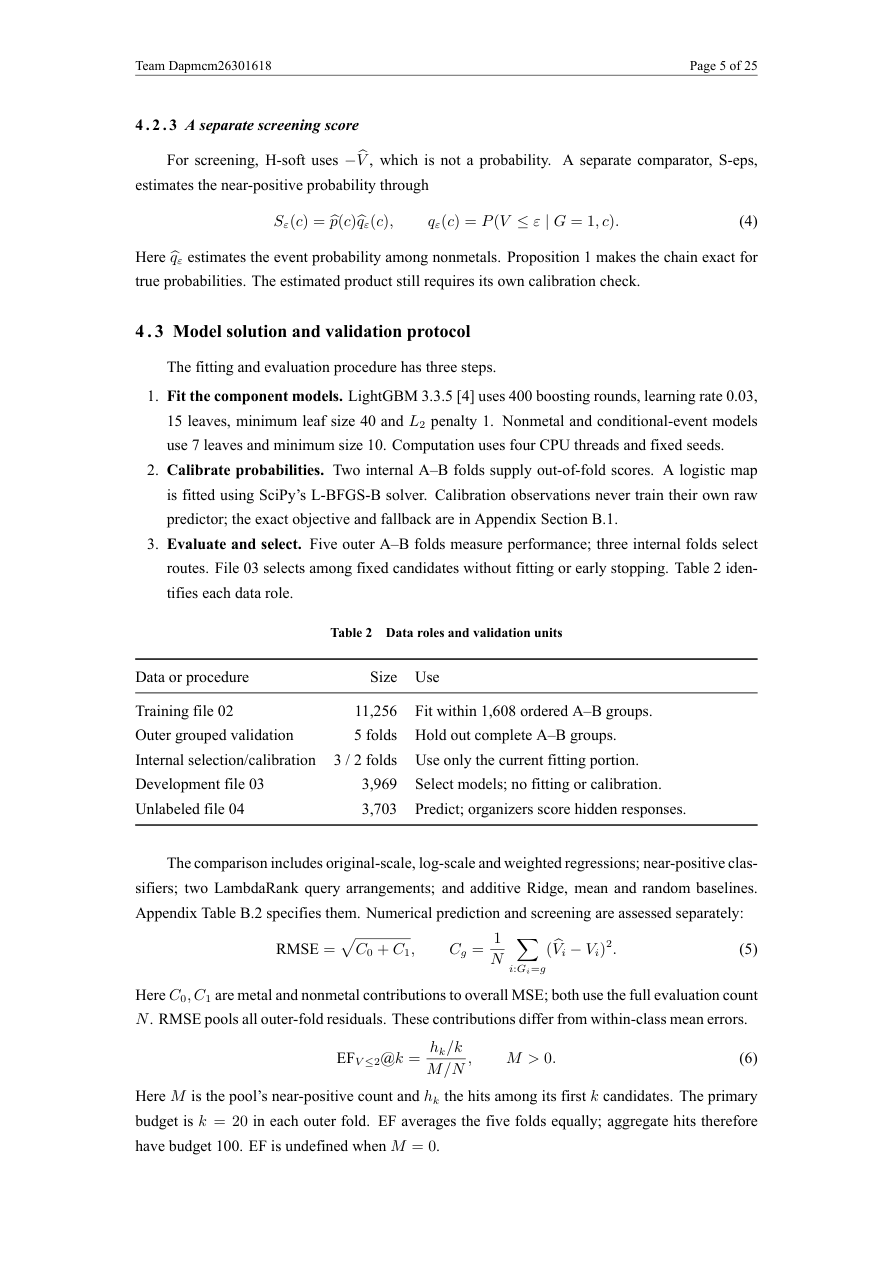 Team Dapmcm26301618 Page 5 of 25
4.2.3 A separate screening score
For screening, H-soft uses −V̂, which is not a probability. A separate comparator, S-eps,
estimates the near-positive probability through
Sε(c) = p̂(c)q̂ε(c), qε(c) = P(V ≤ ε | G = 1, c). (4)
Here q̂ε estimates the event probability among nonmetals. Proposition 1 makes the chain exact for
true probabilities. The estimated product still requires its own calibration check.
4.3 Model solution and validation protocol
The fitting and evaluation procedure has three steps.
1. Fit the component models. LightGBM 3.3.5 [4] uses 400 boosting rounds, learning rate 0.03,
15 leaves, minimum leaf size 40 and L₂ penalty 1. Nonmetal and conditional-event models
use 7 leaves and minimum size 10. Computation uses four CPU threads and fixed seeds.
2. Calibrate probabilities. Two internal A–B folds supply out-of-fold scores. A logistic map
is fitted using SciPy's L-BFGS-B solver. Calibration observations never train their own raw
predictor; the exact objective and fallback are in Appendix Section B.1.
3. Evaluate and select. Five outer A–B folds measure performance; three internal folds select
routes. File 03 selects among fixed candidates without fitting or early stopping. Table 2 iden-
tifies each data role.
Table 2 Data roles and validation units
Data or procedure Size Use
Training file 02 11,256 Fit within 1,608 ordered A–B groups.
Outer grouped validation 5 folds Hold out complete A–B groups.
Internal selection/calibration 3 / 2 folds Use only the current fitting portion.
Development file 03 3,969 Select models; no fitting or calibration.
Unlabeled file 04 3,703 Predict; organizers score hidden responses.
The comparison includes original-scale, log-scale and weighted regressions; near-positive clas-
sifiers; two LambdaRank query arrangements; and additive Ridge, mean and random baselines.
Appendix Table B.2 specifies them. Numerical prediction and screening are assessed separately:
RMSE = √(C₀ + C₁), C_g = 1/N ∑_{i:G_i=g} (V̂_i − V_i)². (5)
Here C₀, C₁ are metal and nonmetal contributions to overall MSE; both use the full evaluation count
N. RMSE pools all outer-fold residuals. These contributions differ from within-class mean errors.
EF_{V≤2}@k = (h_k/k)/(M/N), M > 0. (6)
Here M is the pool's near-positive count and h_k the hits among its first k candidates. The primary
budget is k = 20 in each outer fold. EF averages the five folds equally; aggregate hits therefore
have budget 100. EF is undefined when M = 0.